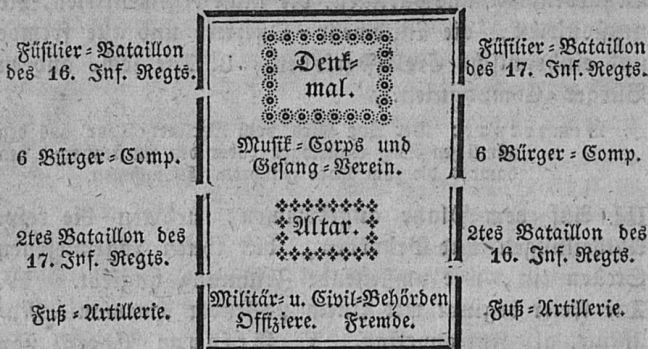 Füsilier-Bataillon
des 16. Inf. Regts.
6 Bürger-Comp.
2tes Bataillon des
17. Inf. Regts.
Fuß-Artillerie.
Denk-
mal.
Musik-Corps und
Gesang-Verein.
Altar.
Militär- u. Civil-Behörden
Offiziere. Fremde.
Füsilier-Bataillon
des 17. Inf. Regts.
6 Bürger-Comp.
2tes Bataillon des
16. Inf. Regts.
Fuß-Artillerie.